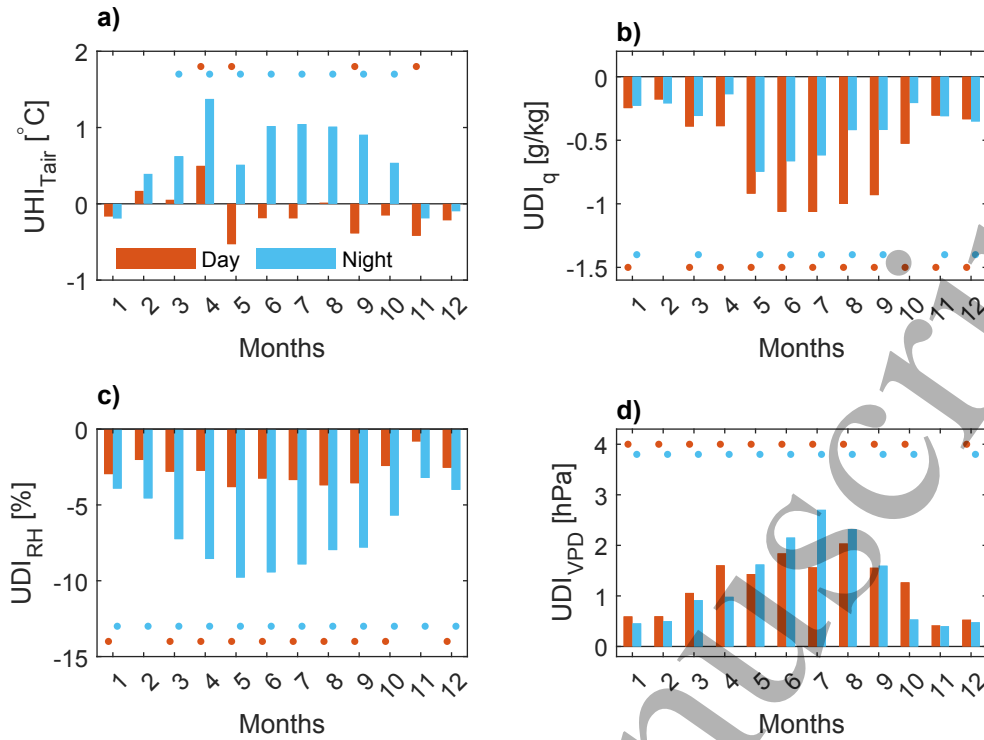 a)
2
1
0
-1
UHI_Tair [°C]
Day
Night
1 2 3 4 5 6 7 8 9 10 11 12
Months
b)
0
-0.5
-1
-1.5
UDI_q [g/kg]
1 2 3 4 5 6 7 8 9 10 11 12
Months
c)
0
-5
-10
-15
UDI_RH [%]
1 2 3 4 5 6 7 8 9 10 11 12
Months
d)
4
3
2
1
0
UDI_VPD [hPa]
1 2 3 4 5 6 7 8 9 10 11 12
Months
nuscri